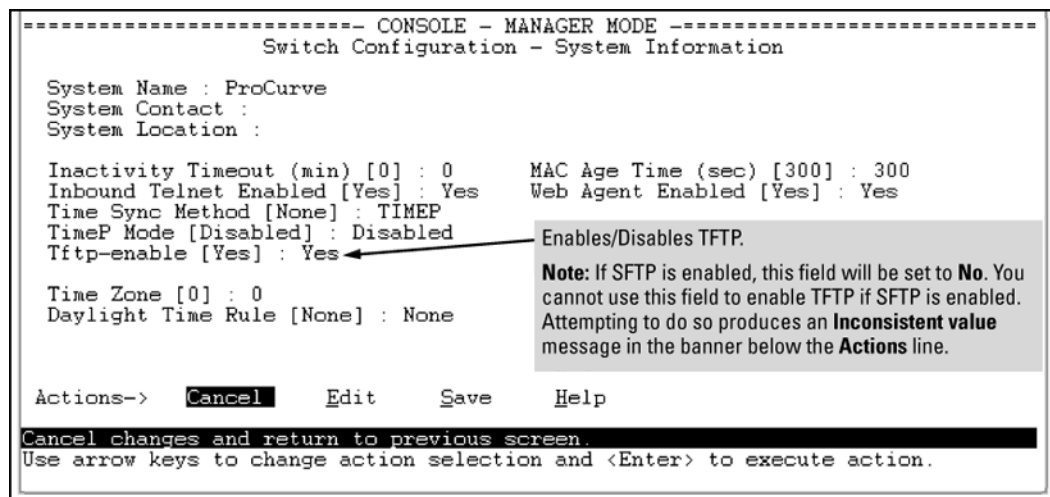 ============================- CONSOLE - MANAGER MODE -============================
Switch Configuration - System Information
System Name : ProCurve
System Contact :
System Location :
Inactivity Timeout (min) [0] : 0 MAC Age Time (sec) [300] : 300
Inbound Telnet Enabled [Yes] : Yes Web Agent Enabled [Yes] : Yes
Time Sync Method [None] : TIMEP
TimeP Mode [Disabled] : Disabled
Tftp-enable [Yes] : Yes
Time Zone [0] : 0
Daylight Time Rule [None] : None
Enables/Disables TFTP.
Note: If SFTP is enabled, this field will be set to No. You
cannot use this field to enable TFTP if SFTP is enabled.
Attempting to do so produces an Inconsistent value
message in the banner below the Actions line.
Actions-> Cancel Edit Save Help
Cancel changes and return to previous screen.
Use arrow keys to change action selection and <Enter> to execute action.